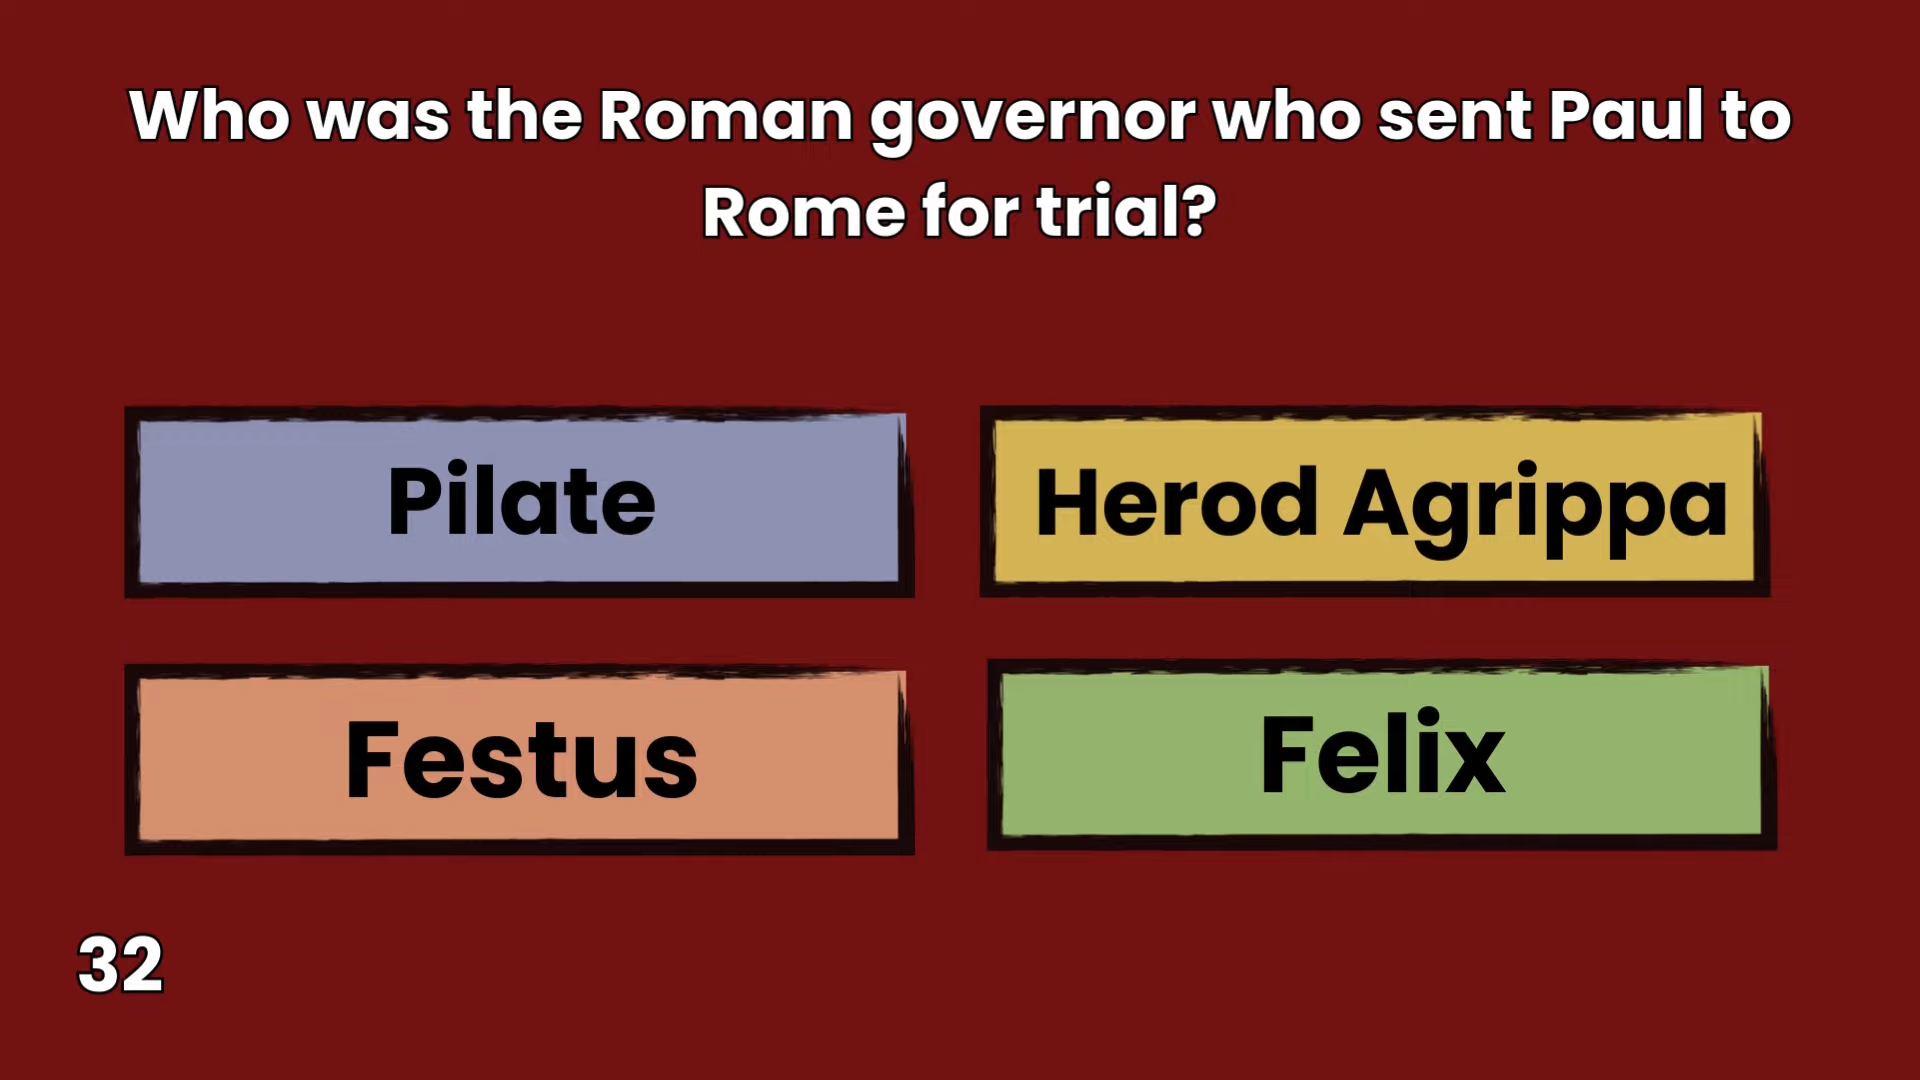 Who was the Roman governor who sent Paul to
Rome for trial?
Pilate
Herod Agrippa
Festus
Felix
32